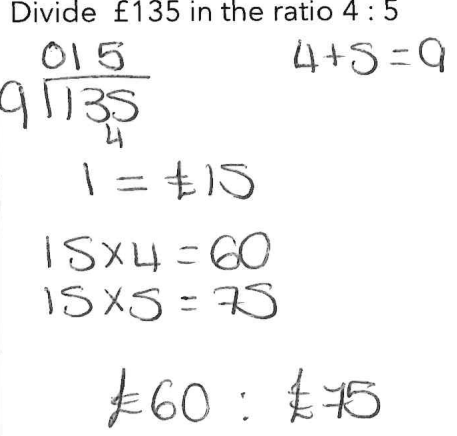 Divide £135 in the ratio 4 : 5
015
4+5=9
9 135
4
1 = £15
15×4 = 60
15×5 = 75
£60 : £75